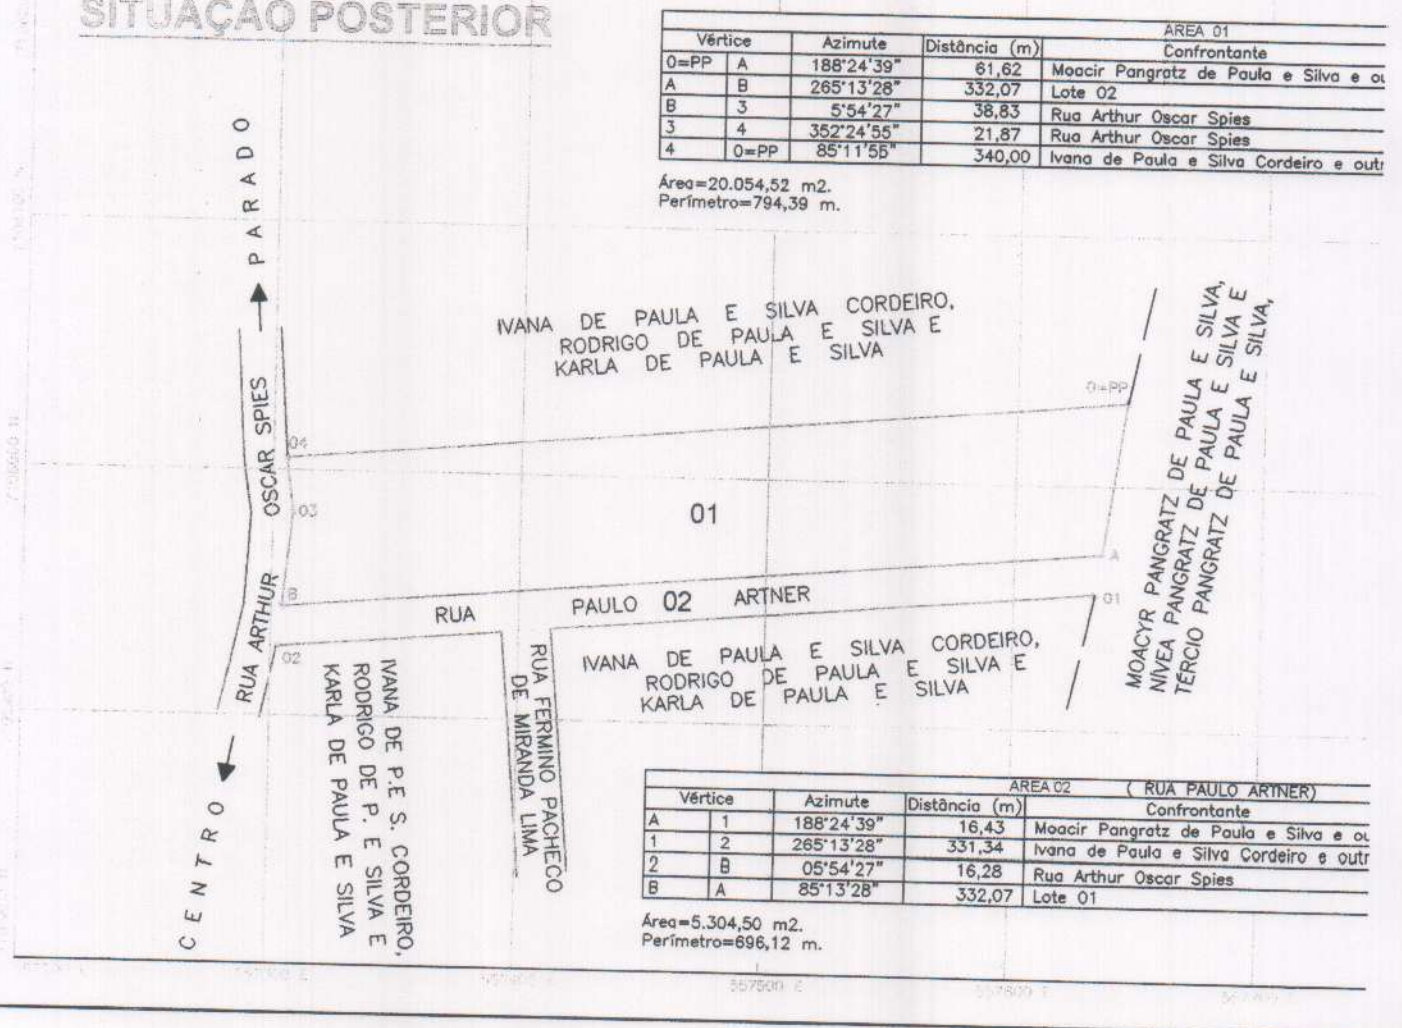 SITUAÇÃO POSTERIOR
AREA 01
Vértice Azimute Distância (m) Confrontante
0=PP A 188°24'39" 61,62 Moacir Pangratz de Paula e Silva e ou
A B 265°13'28" 332,07 Lote 02
B 3 5°54'27" 38,83 Rua Arthur Oscar Spies
3 4 352°24'55" 21,87 Rua Arthur Oscar Spies
4 0=PP 85°11'55" 340,00 Ivana de Paula e Silva Cordeiro e outr
Área=20.054,52 m2.
Perímetro=794,39 m.
PARADO
IVANA DE PAULA E SILVA CORDEIRO,
RODRIGO DE PAULA E SILVA E
KARLA DE PAULA E SILVA
0=PP
MOACYR PANGRATZ DE PAULA E SILVA,
NÍVEA PANGRATZ DE PAULA E SILVA E
TÉRCIO PANGRATZ DE PAULA E SILVA,
RUA ARTHUR OSCAR SPIES
04
03
01
A
B
RUA PAULO 02 ARTNER
01
02
IVANA DE PAULA E SILVA CORDEIRO,
RODRIGO DE PAULA E SILVA E
KARLA DE PAULA E SILVA
RUA FERMINO PACHECO
DE MIRANDA LIMA
IVANA DE P.E S. CORDEIRO,
RODRIGO DE P. E SILVA E
KARLA DE PAULA E SILVA
CENTRO
AREA 02 ( RUA PAULO ARTNER)
Vértice Azimute Distância (m) Confrontante
A 1 188°24'39" 16,43 Moacir Pangratz de Paula e Silva e ou
1 2 265°13'28" 331,34 Ivana de Paula e Silva Cordeiro e outr
2 B 05°54'27" 16,28 Rua Arthur Oscar Spies
B A 85°13'28" 332,07 Lote 01
Área=5.304,50 m2.
Perímetro=696,12 m.
557500 E